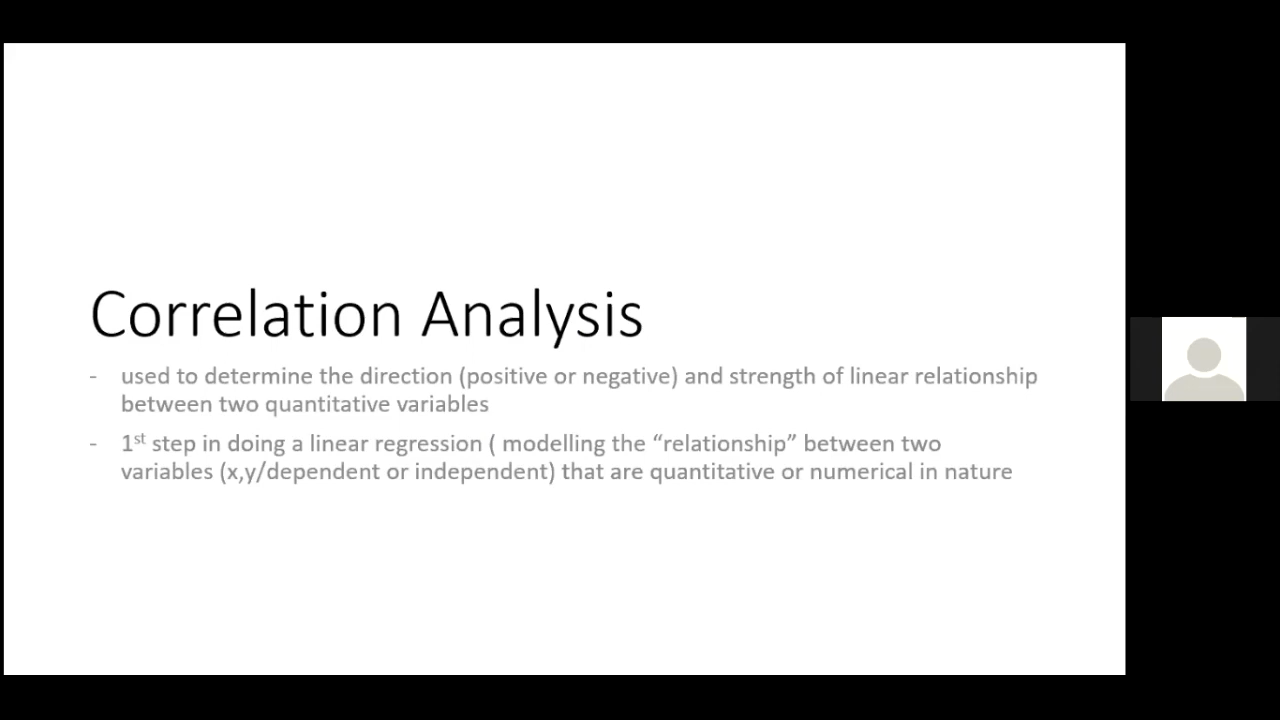 Correlation Analysis
- used to determine the direction (positive or negative) and strength of linear relationship
between two quantitative variables
- 1st step in doing a linear regression ( modelling the “relationship” between two
variables (x,y/dependent or independent) that are quantitative or numerical in nature